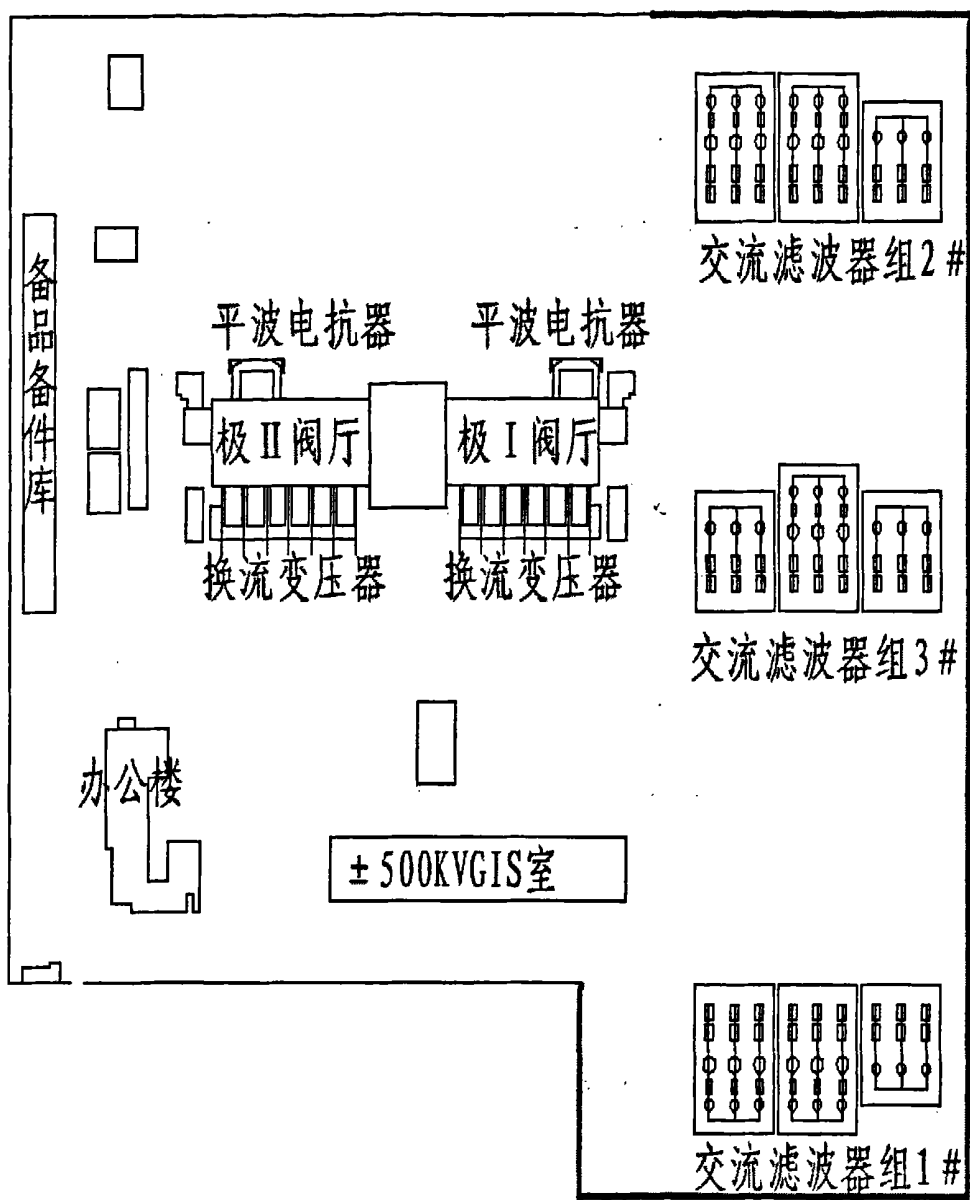 交流滤波器组2#
备品备件库
平波电抗器
平波电抗器
极Ⅱ阀厅
极Ⅰ阀厅
换流变压器
换流变压器
交流滤波器组3#
办公楼
±500KVGIS室
交流滤波器组1#